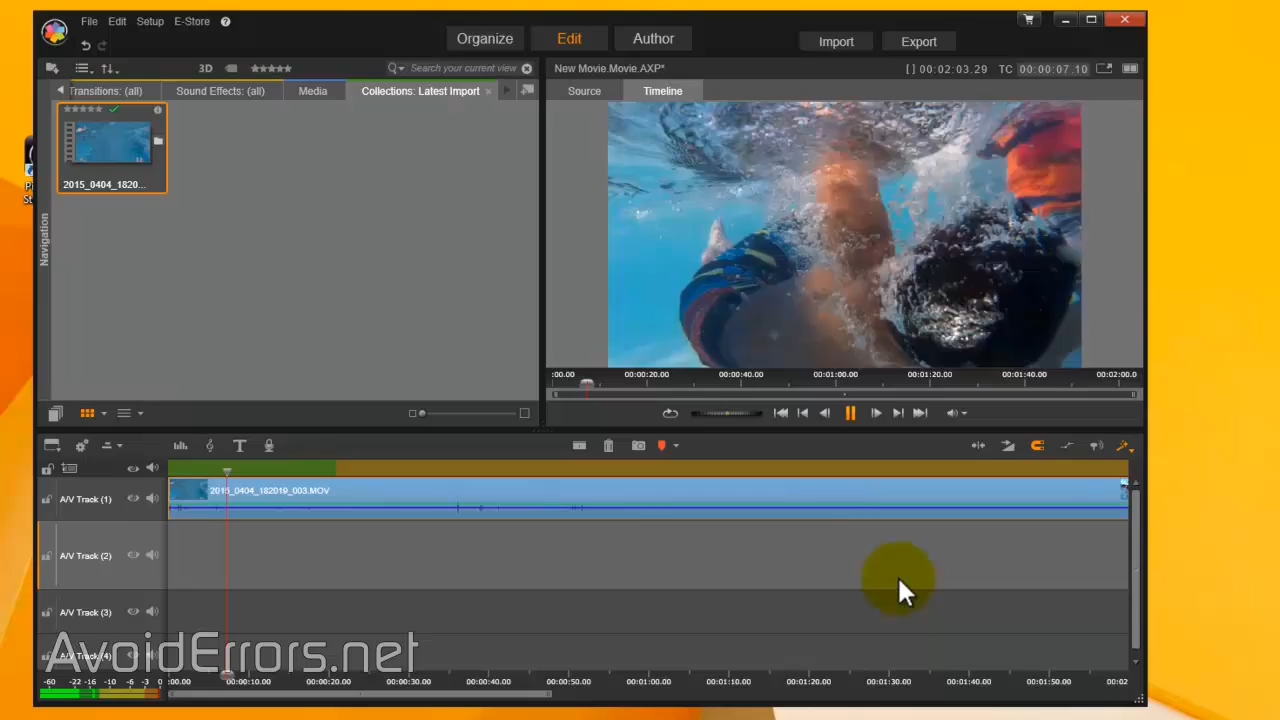 File Edit Setup E-Store ?
Organize Edit Author Import Export
3D Search your current view
New Movie.Movie.AXP* [ ] 00:02:03.29 TC 00:00:07.10
Transitions: (all) Sound Effects: (all) Media Collections: Latest Import ×
Source Timeline
2015_0404_1820...
Navigation
:00.00 00:00:20.00 00:00:40.00 00:01:00.00 00:01:20.00 00:01:40.00 00:02:00.0
A/V Track (1) 2015_0404_182019_003.MOV
A/V Track (2)
A/V Track (3)
A/V Track (4)
AvoidErrors.net
-60 -22 -16 -10 -6 -3 0 :00.00 00:00:10.00 00:00:20.00 00:00:30.00 00:00:40.00 00:00:50.00 00:01:00.00 00:01:10.00 00:01:20.00 00:01:30.00 00:01:40.00 00:01:50.00 00:02